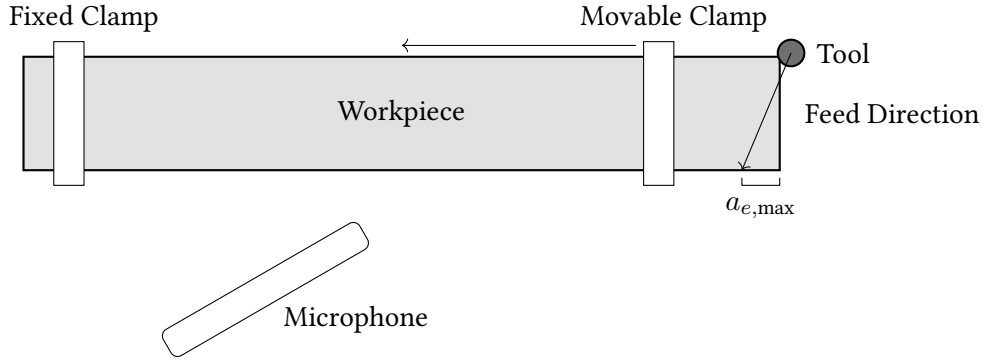 Fixed Clamp
Movable Clamp
Tool
Workpiece
Feed Direction
a_{e,max}
Microphone